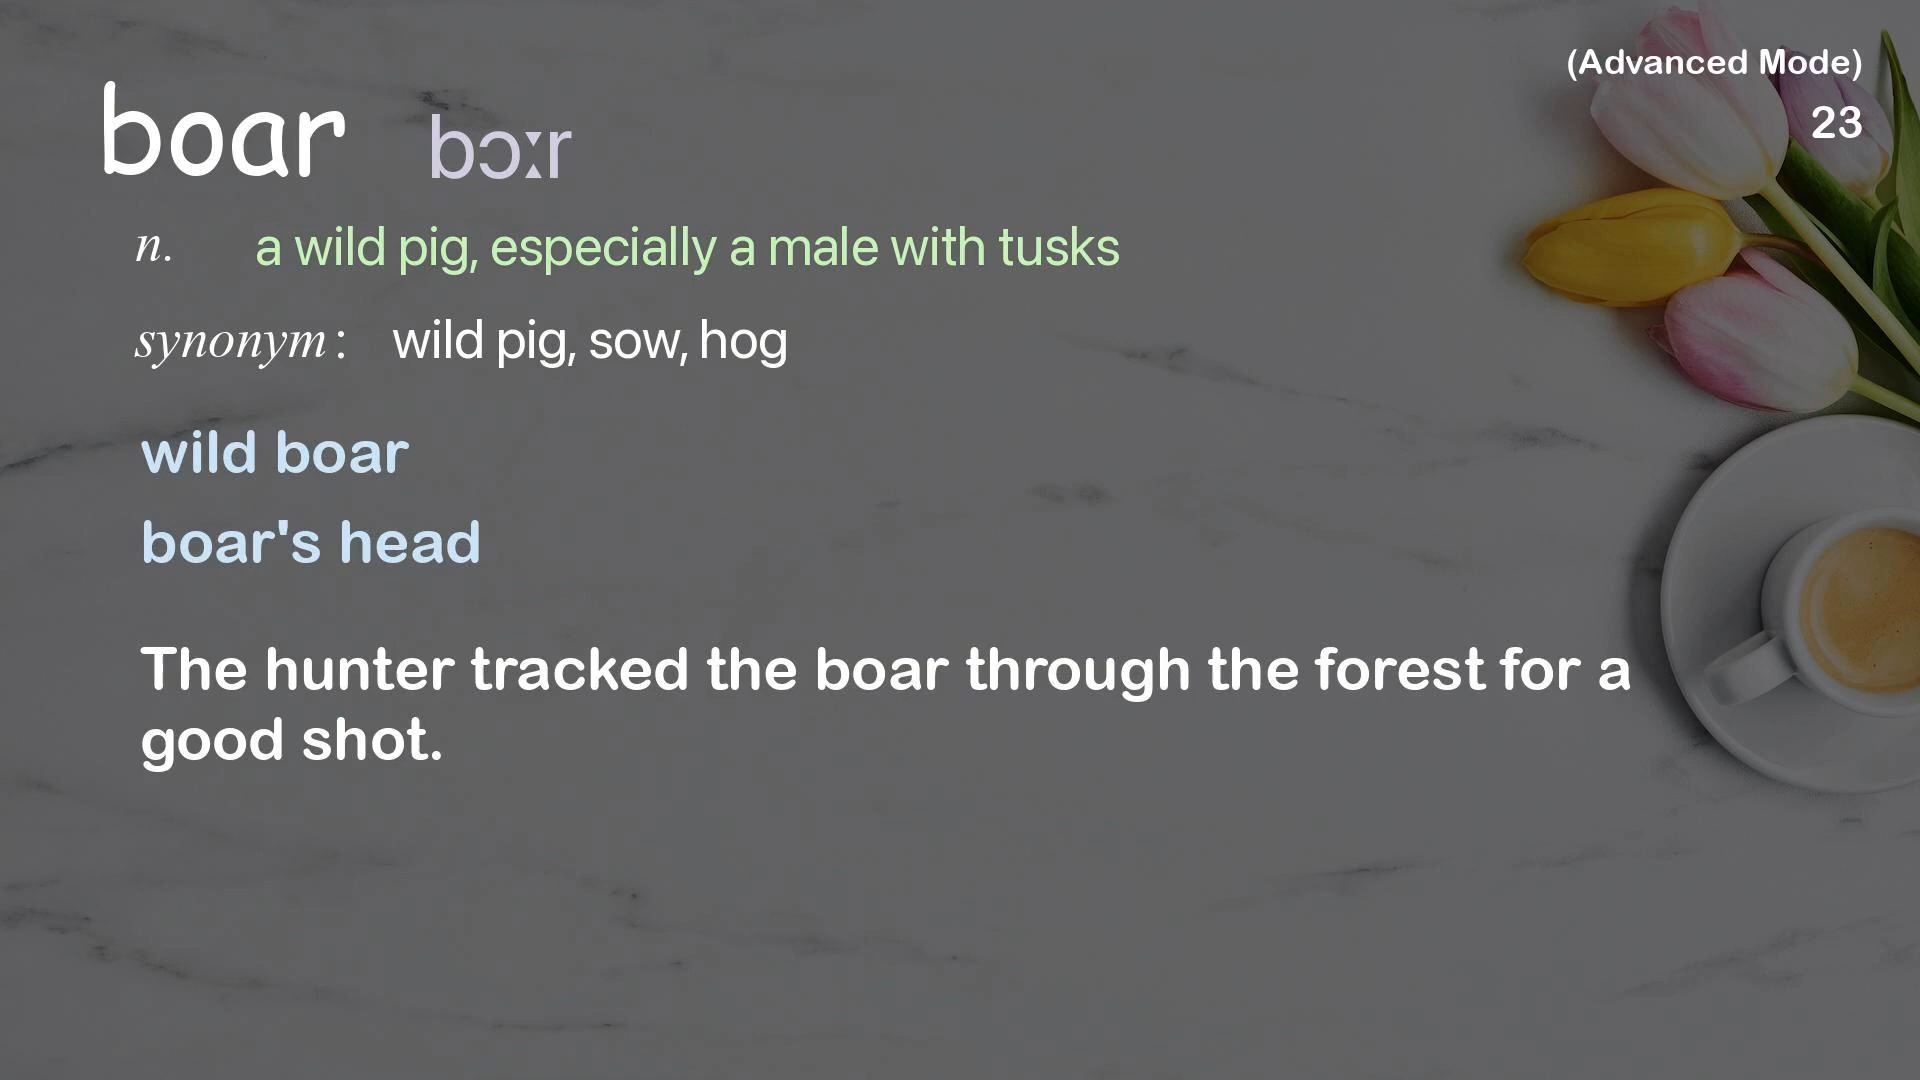 (Advanced Mode)
23
boar bɔːr
n. a wild pig, especially a male with tusks
synonym: wild pig, sow, hog
wild boar
boar's head
The hunter tracked the boar through the forest for a
good shot.